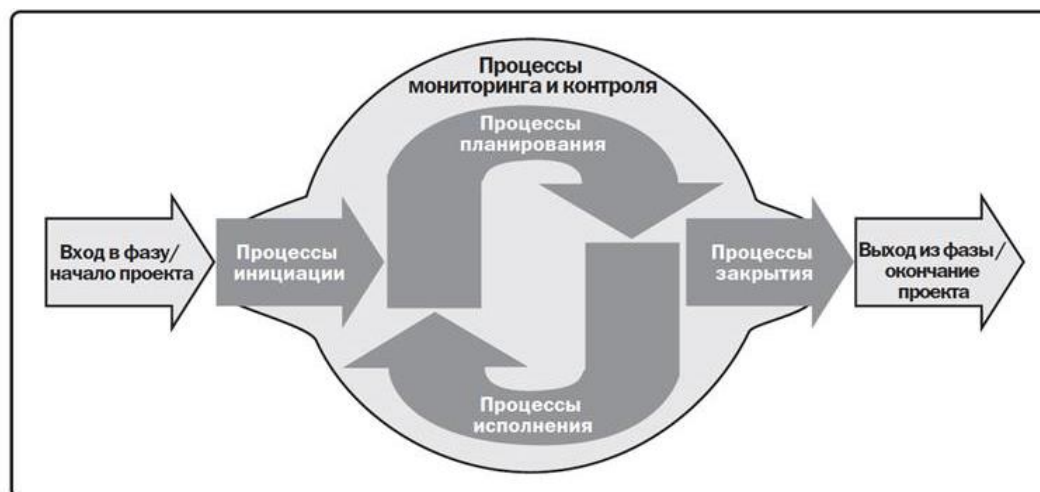 Процессы
мониторинга и контроля
Процессы
планирования
Вход в фазу/
начало проекта
Процессы
инициации
Процессы
закрытия
Выход из фазы/
окончание
проекта
Процессы
исполнения